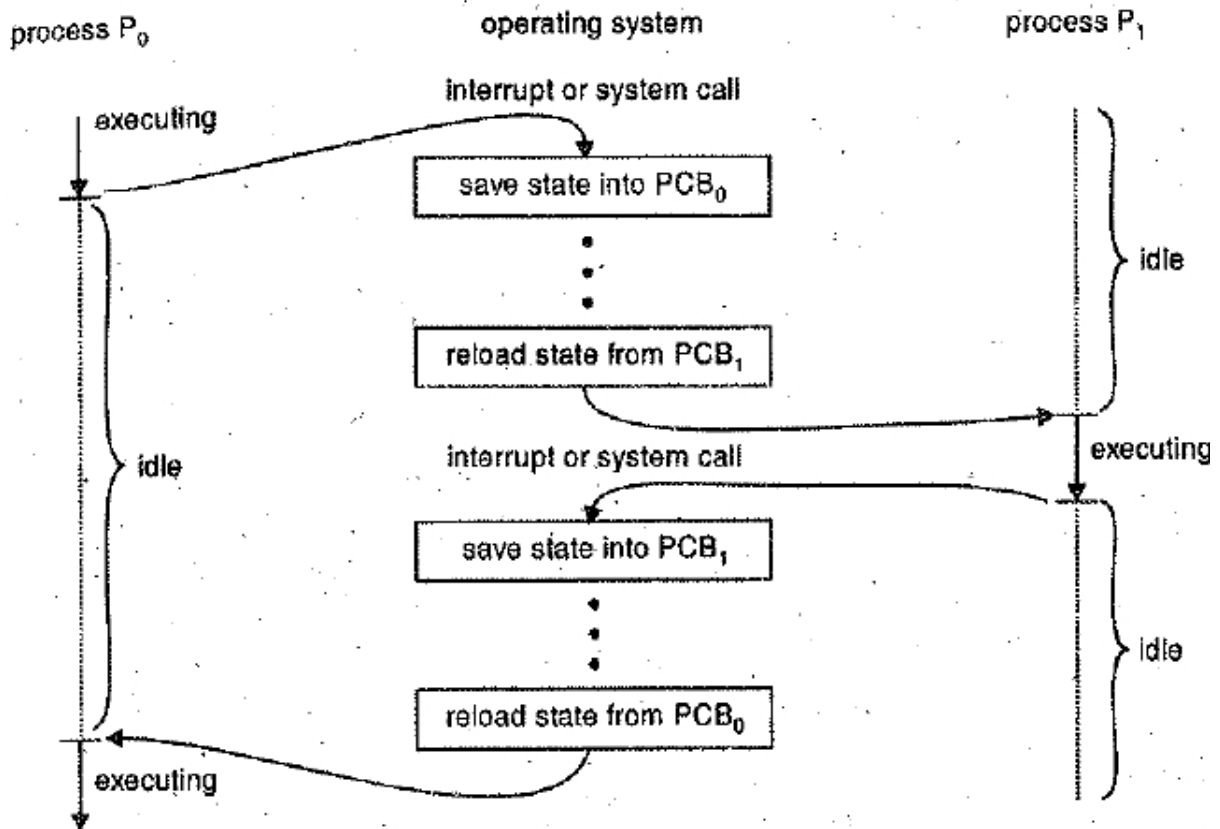 process P₀ operating system process P₁
interrupt or system call
executing
save state into PCB₀
idle
reload state from PCB₁
executing
interrupt or system call
idle
save state into PCB₁
idle
reload state from PCB₀
executing